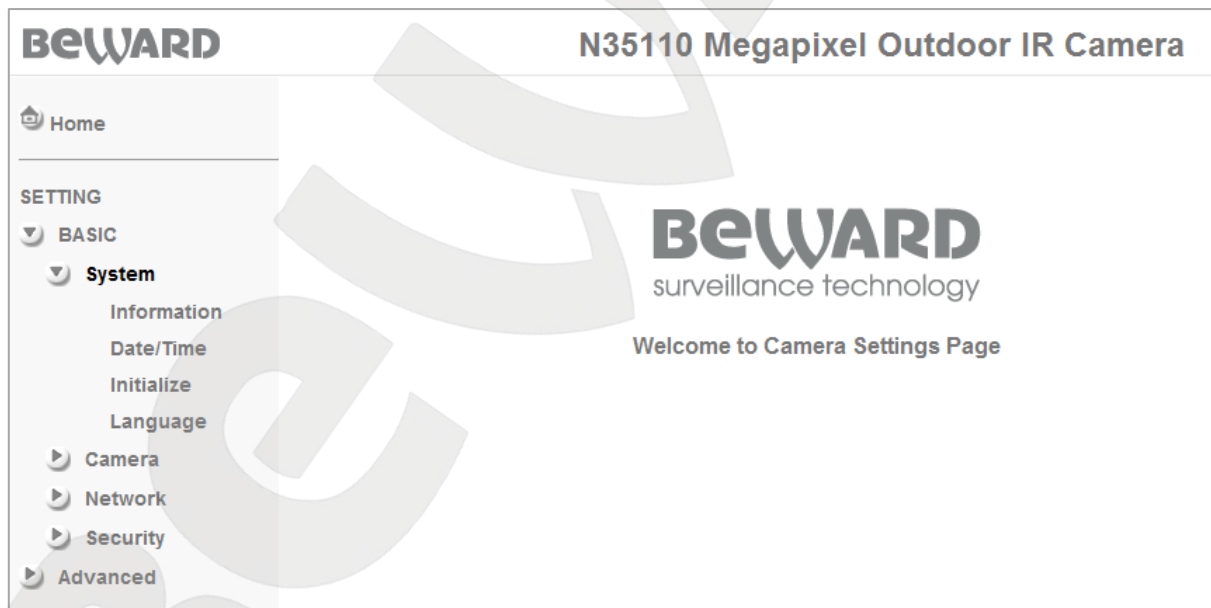 BEWARD
N35110 Megapixel Outdoor IR Camera
Home
SETTING
BASIC
System
Information
Date/Time
Initialize
Language
Camera
Network
Security
Advanced
BEWARD
surveillance technology
Welcome to Camera Settings Page